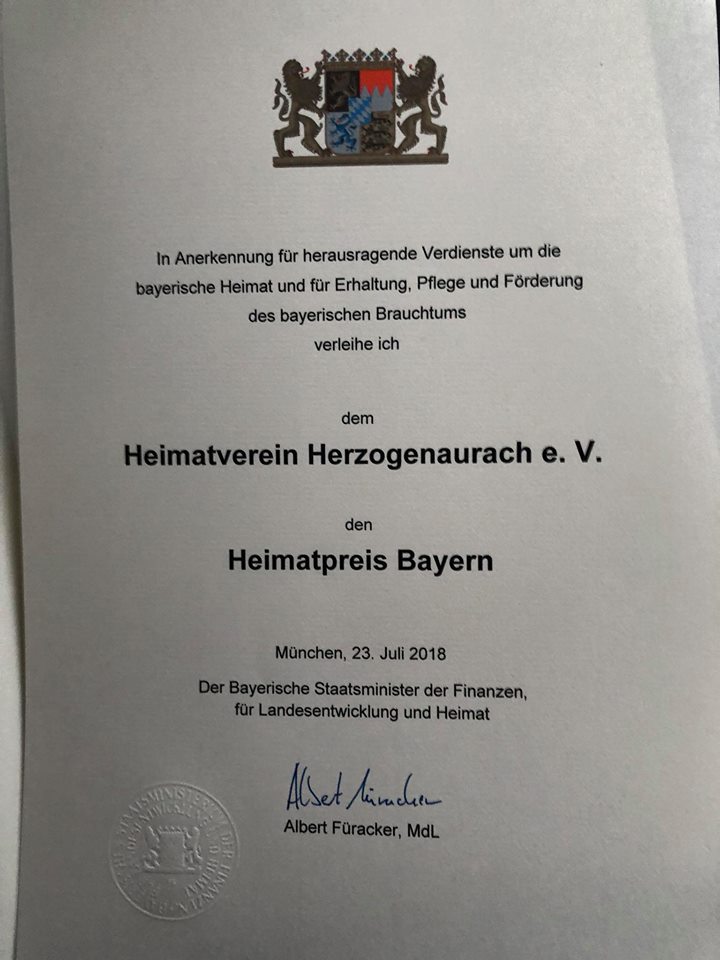 In Anerkennung für herausragende Verdienste um die
bayerische Heimat und für Erhaltung, Pflege und Förderung
des bayerischen Brauchtums
verleihe ich
dem
Heimatverein Herzogenaurach e. V.
den
Heimatpreis Bayern
München, 23. Juli 2018
Der Bayerische Staatsminister der Finanzen,
für Landesentwicklung und Heimat
Albert Füracker
Albert Füracker, MdL